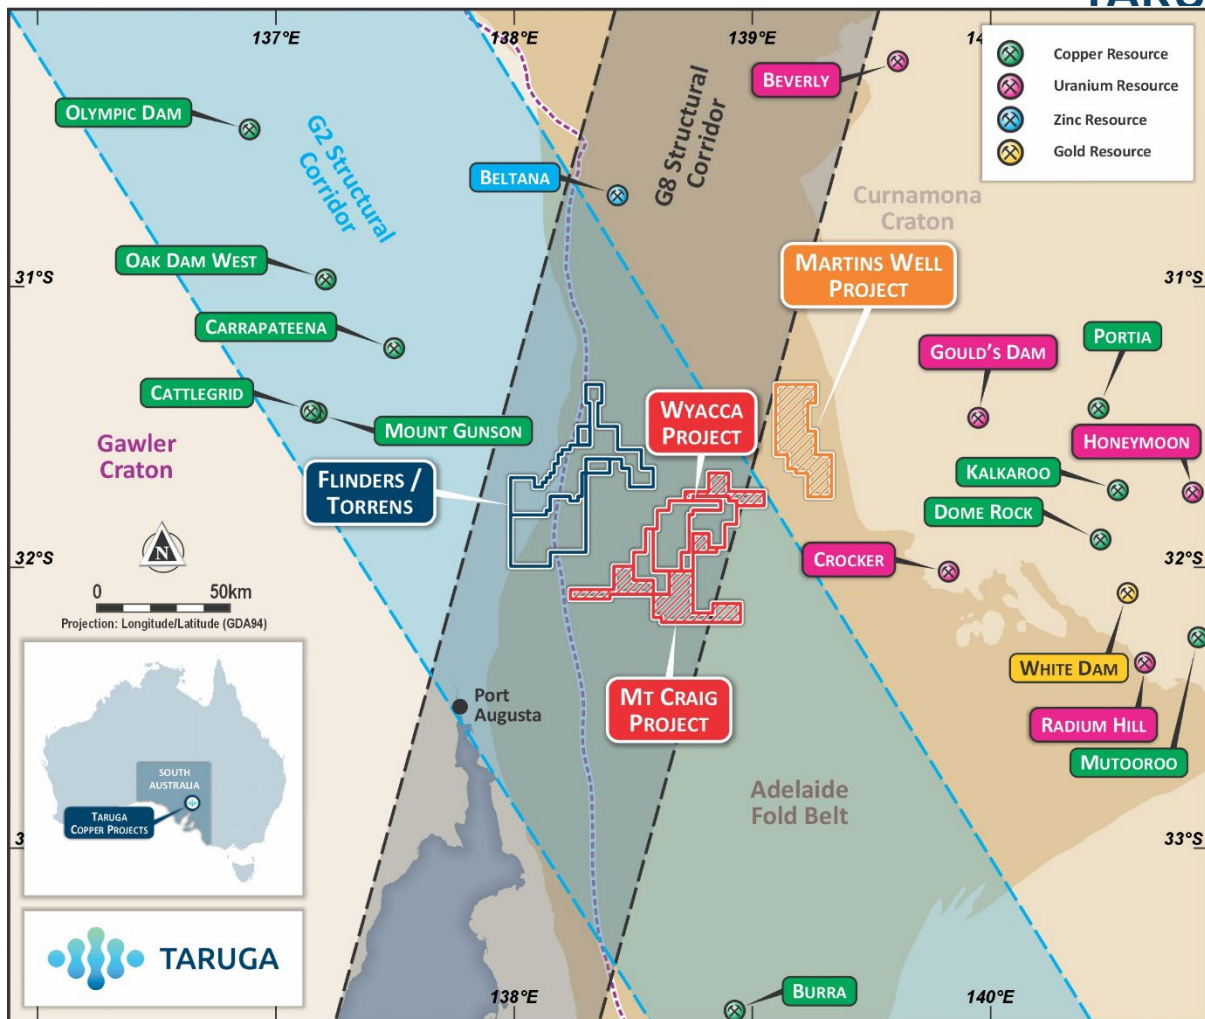 137°E
138°E
139°E
BEVERLY
Copper Resource
Uranium Resource
Zinc Resource
Gold Resource
OLYMPIC DAM
G2 Structural
Corridor
BELTANA
G8 Structural
Corridor
Curnamona
Craton
OAK DAM WEST
MARTINS WELL
PROJECT
31°S
31°S
CARRAPATEENA
GOULD'S DAM
PORTIA
CATTLEGRID
MOUNT GUNSON
WYACCA
PROJECT
HONEYMOON
Gawler
Craton
FLINDERS /
TORRENS
KALKAROO
DOME ROCK
N
32°S
32°S
CROCKER
0 50km
Projection: Longitude/Latitude (GDA94)
WHITE DAM
MT CRAIG
PROJECT
Port
Augusta
RADIUM HILL
MUTOOROO
SOUTH
AUSTRALIA
TARUGA
COPPER PROJECTS
Adelaide
Fold Belt
33°S
TARUGA
138°E
BURRA
140°E